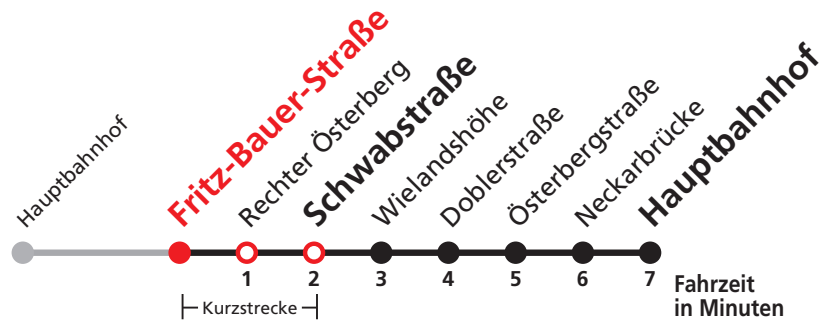 Hauptbahnhof
Fritz-Bauer-Straße
Rechter Österberg
Schwabstraße
Wielandshöhe
Doblerstraße
Österbergstraße
Neckarbrücke
Hauptbahnhof
1 2 3 4 5 6 7
Fahrzeit
in Minuten
Kurzstrecke